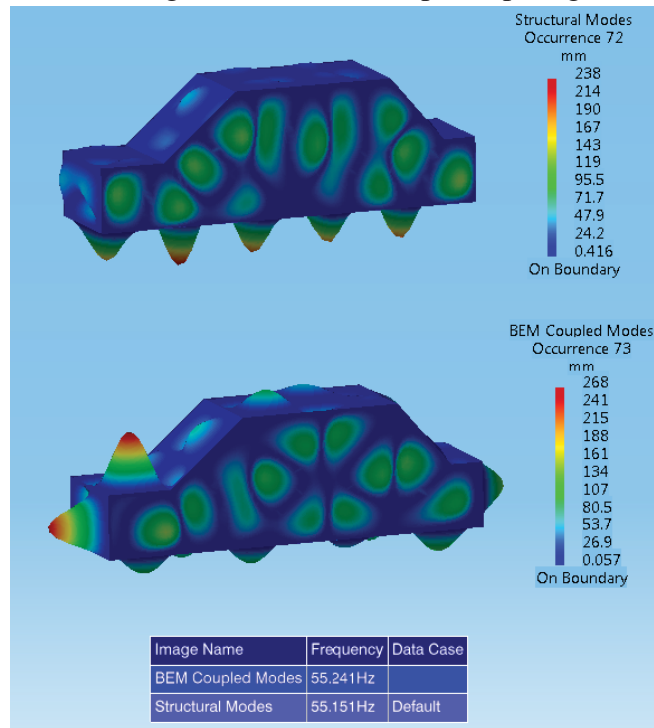 Structural Modes
Occurrence 72
mm
238
214
190
167
143
119
95.5
71.7
47.9
24.2
0.416
On Boundary
BEM Coupled Modes
Occurrence 73
mm
268
241
215
188
161
134
107
80.5
53.7
26.9
0.057
On Boundary
Image Name Frequency Data Case
BEM Coupled Modes 55.241Hz
Structural Modes 55.151Hz Default